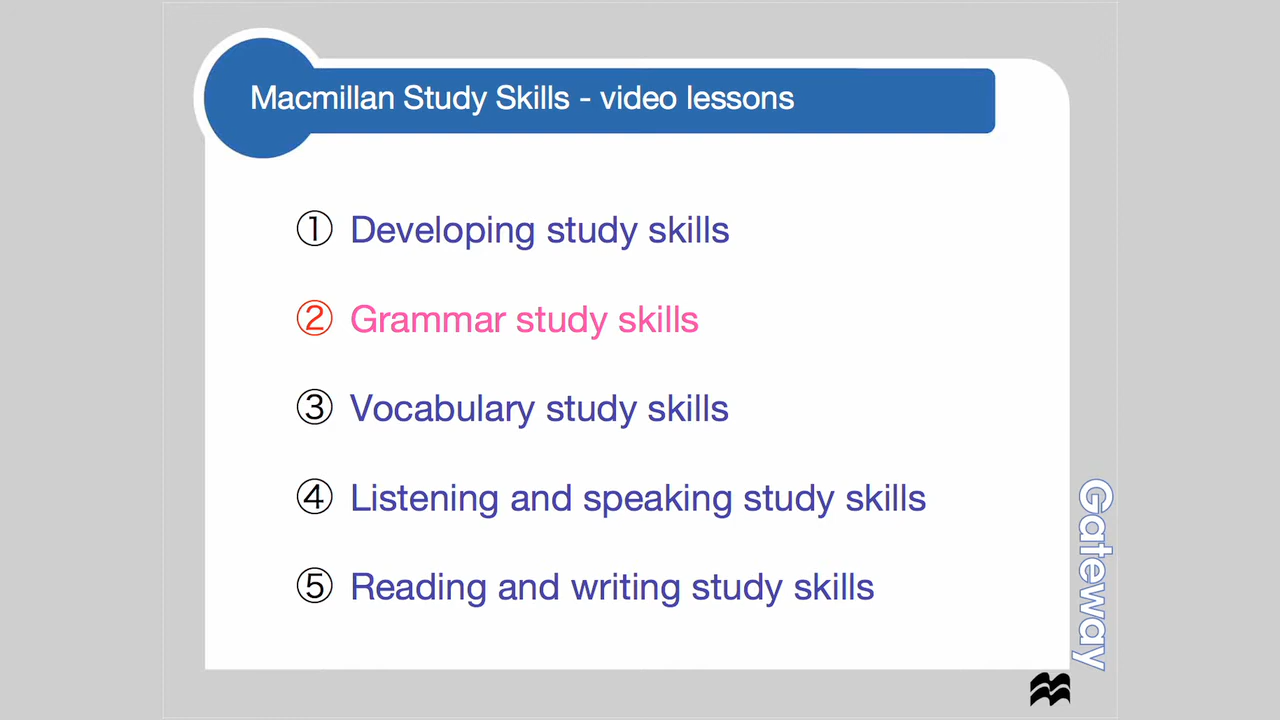 Macmillan Study Skills - video lessons
① Developing study skills
② Grammar study skills
③ Vocabulary study skills
④ Listening and speaking study skills
⑤ Reading and writing study skills
Gateway